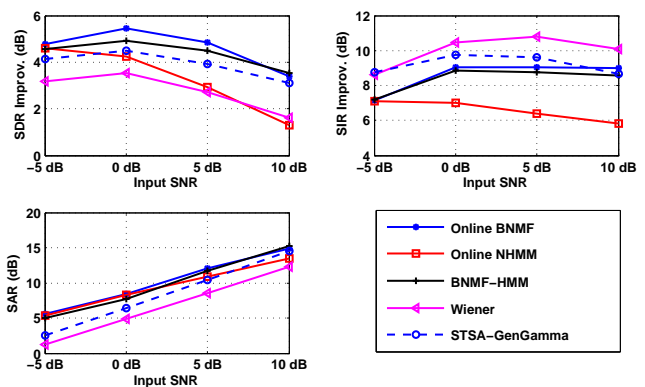 6
4
2
0
SDR Improv. (dB)
−5 dB
0 dB
5 dB
10 dB
Input SNR
12
10
8
6
4
SIR Improv. (dB)
−5 dB
0 dB
5 dB
10 dB
Input SNR
20
15
10
5
0
SAR (dB)
−5 dB
0 dB
5 dB
10 dB
Input SNR
Online BNMF
Online NHMM
BNMF−HMM
Wiener
STSA−GenGamma